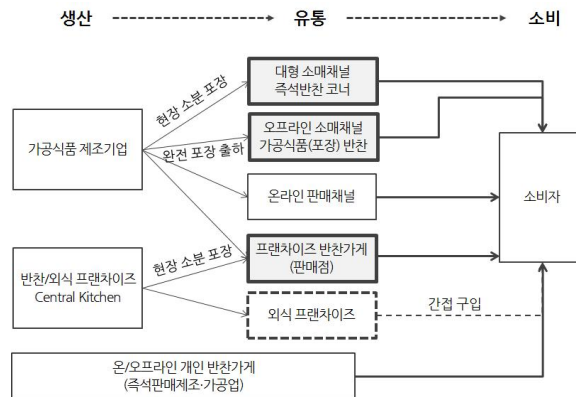 생산
유통
소비
대형 소매채널
즉석반찬 코너
현장 소분 포장
오프라인 소매채널
가공식품(포장) 반찬
완전 포장 출하
가공식품 제조기업
온라인 판매채널
소비자
프랜차이즈 반찬가게
(판매점)
현장 소분 포장
반찬/외식 프랜차이즈
Central Kitchen
외식 프랜차이즈
간접 구입
온/오프라인 개인 반찬가게
(즉석판매제조·가공업)